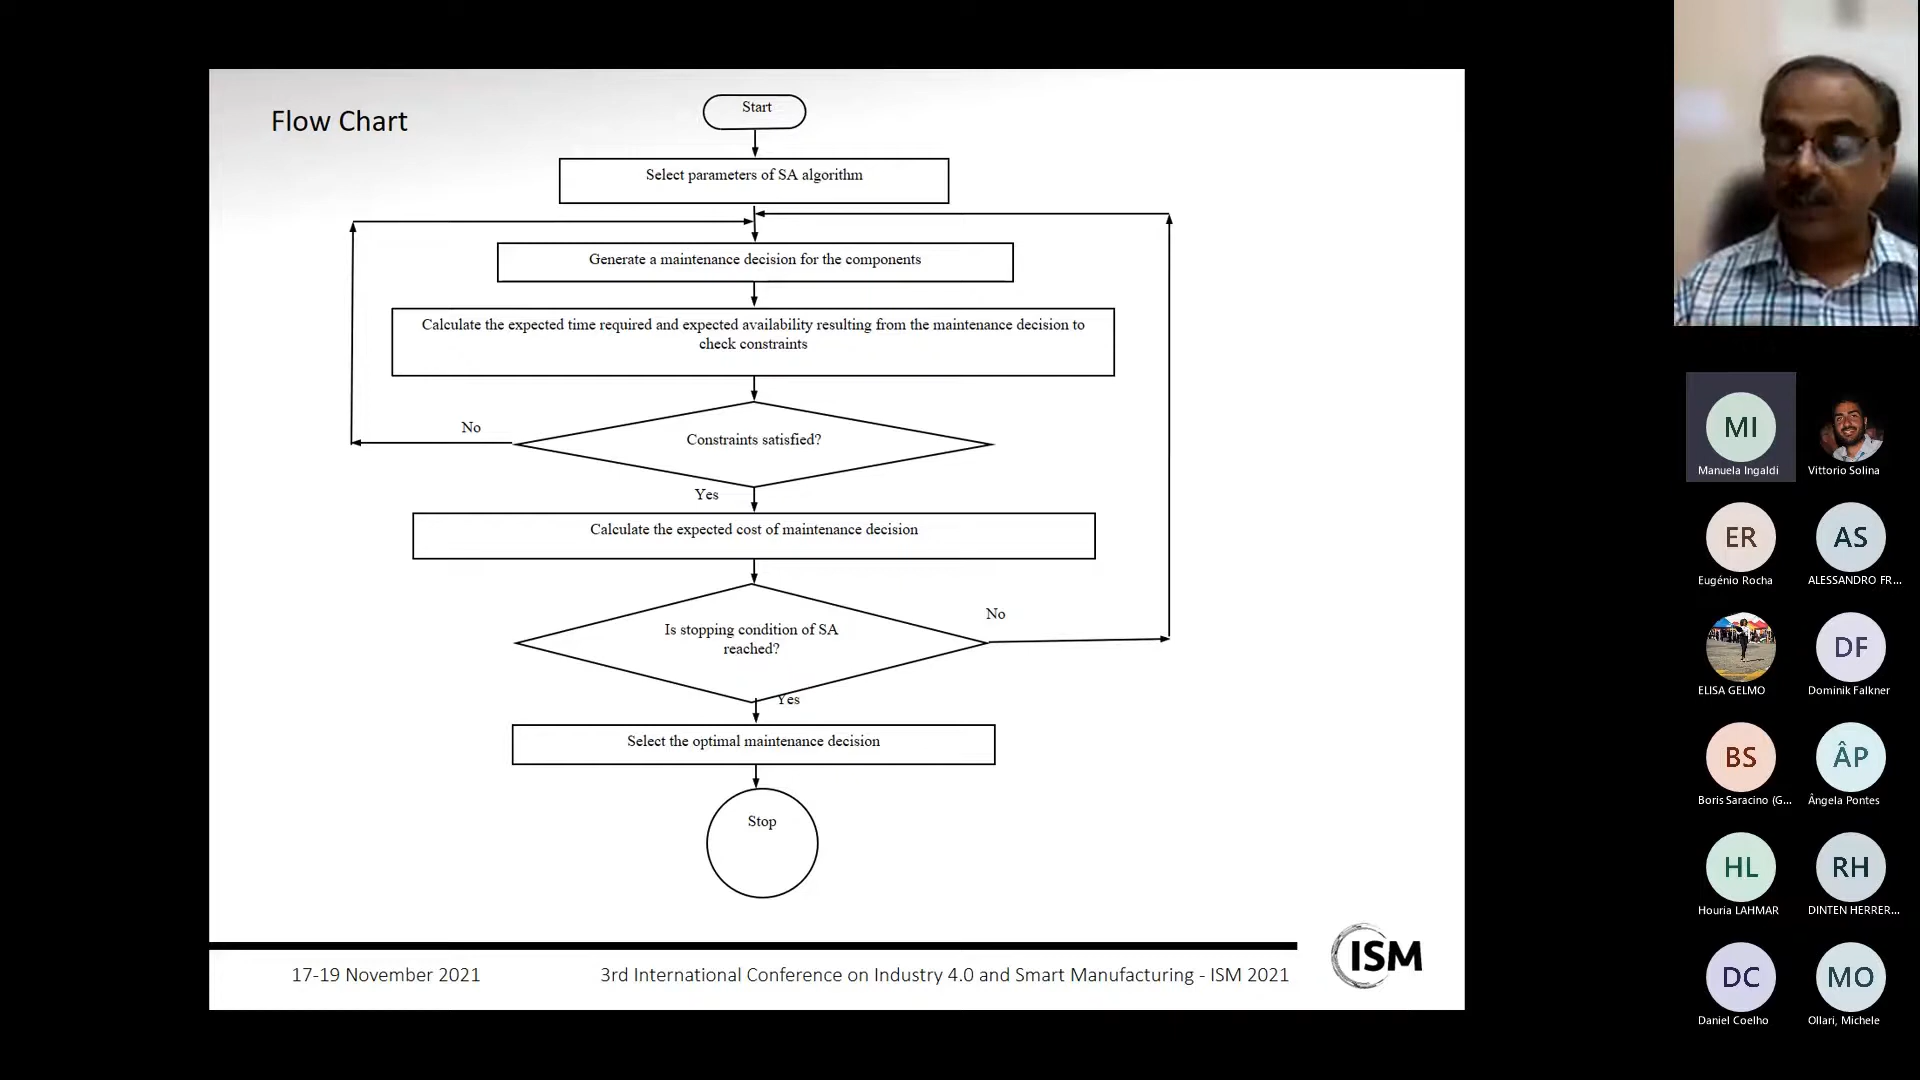 Flow Chart
Start
Select parameters of SA algorithm
Generate a maintenance decision for the components
Calculate the expected time required and expected availability resulting from the maintenance decision to
check constraints
No
Constraints satisfied?
Yes
Calculate the expected cost of maintenance decision
No
Is stopping condition of SA
reached?
Yes
Select the optimal maintenance decision
Stop
17-19 November 2021
3rd International Conference on Industry 4.0 and Smart Manufacturing - ISM 2021
ISM
MI
Manuela Ingaldi
Vittorio Solina
ER
AS
Eugénio Rocha
ALESSANDRO FR...
ELISA GELMO
DF
Dominik Falkner
BS
ÂP
Boris Saracino (G...
Ângela Pontes
HL
RH
Houria LAHMAR
DINTEN HERRER...
DC
MO
Daniel Coelho
Ollari, Michele